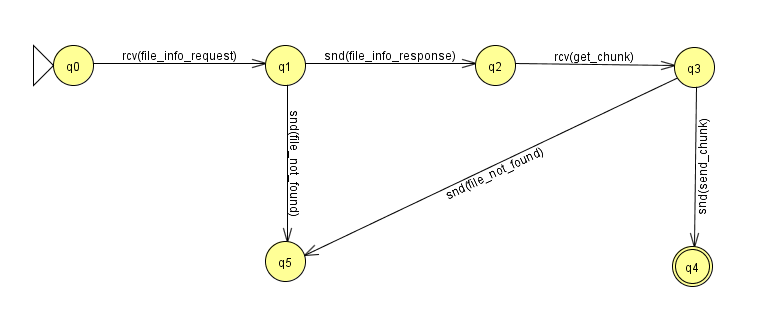 q0
rcv(file_info_request)
q1
snd(file_info_response)
q2
rcv(get_chunk)
q3
snd(file_not_found)
snd(file_not_found)
snd(send_chunk)
q5
q4